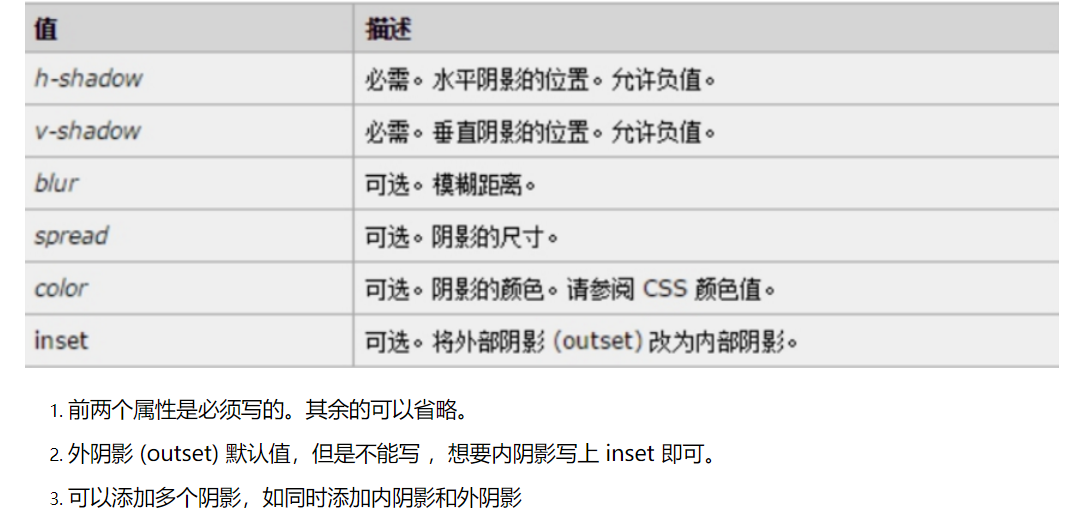 值 描述
h-shadow 必需。水平阴影的位置。允许负值。
v-shadow 必需。垂直阴影的位置。允许负值。
blur 可选。模糊距离。
spread 可选。阴影的尺寸。
color 可选。阴影的颜色。请参阅 CSS 颜色值。
inset 可选。将外部阴影 (outset) 改为内部阴影。
1. 前两个属性是必须写的。其余的可以省略。
2. 外阴影 (outset) 默认值，但是不能写 ，想要内阴影写上 inset 即可。
3. 可以添加多个阴影，如同时添加内阴影和外阴影